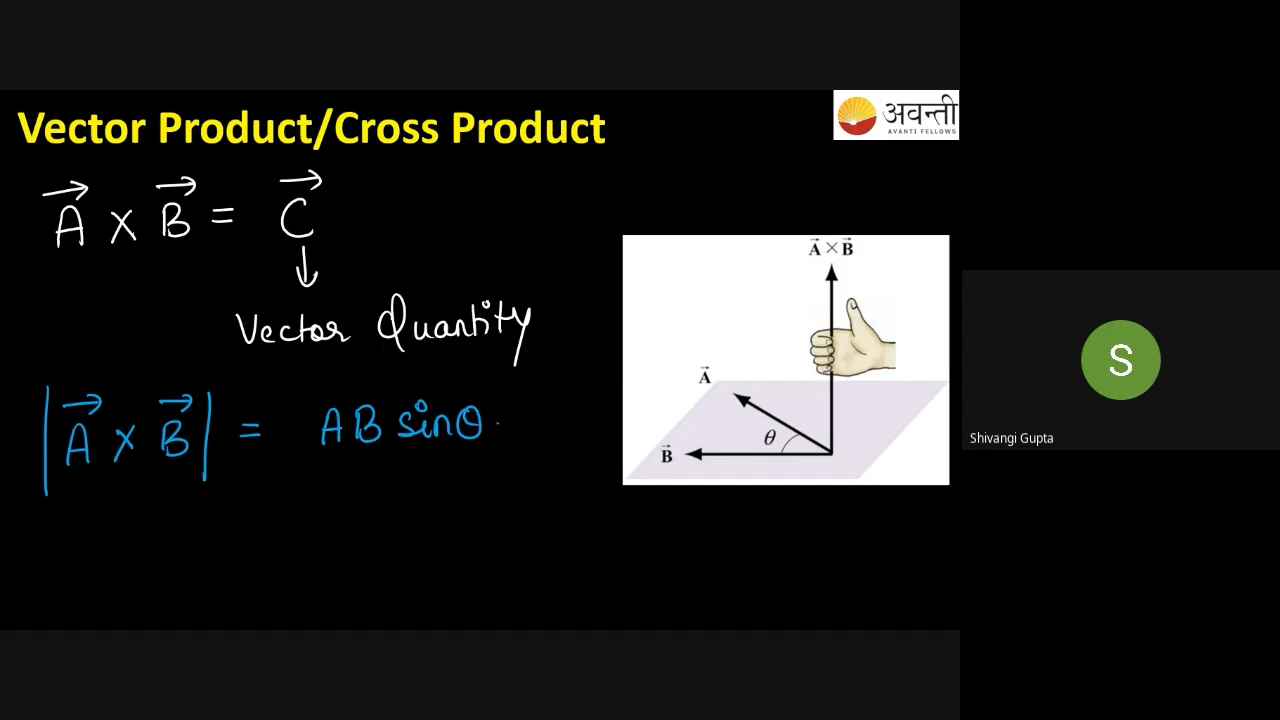 Vector Product/Cross Product
अवन्ती
AVANTI FELLOWS
A⃗ × B⃗ = C⃗
↓
Vector Quantity
|A⃗ × B⃗| = AB sinθ.
A⃗ × B⃗
A⃗
θ
B⃗
S
Shivangi Gupta